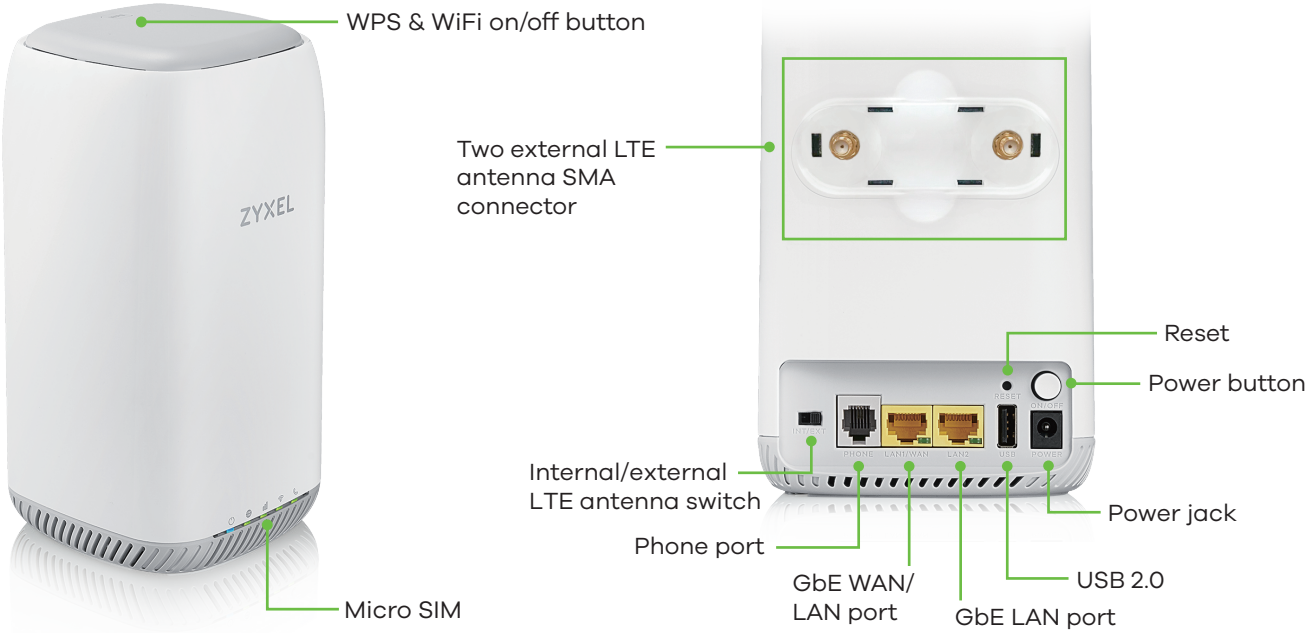 WPS & WiFi on/off button
ZYXEL
Micro SIM
Two external LTE
antenna SMA
connector
Reset
Power button
RESET
ON/OFF
INT/EXT
PHONE
LAN1/WAN
LAN2
USB
POWER
Internal/external
LTE antenna switch
Phone port
GbE WAN/
LAN port
GbE LAN port
USB 2.0
Power jack